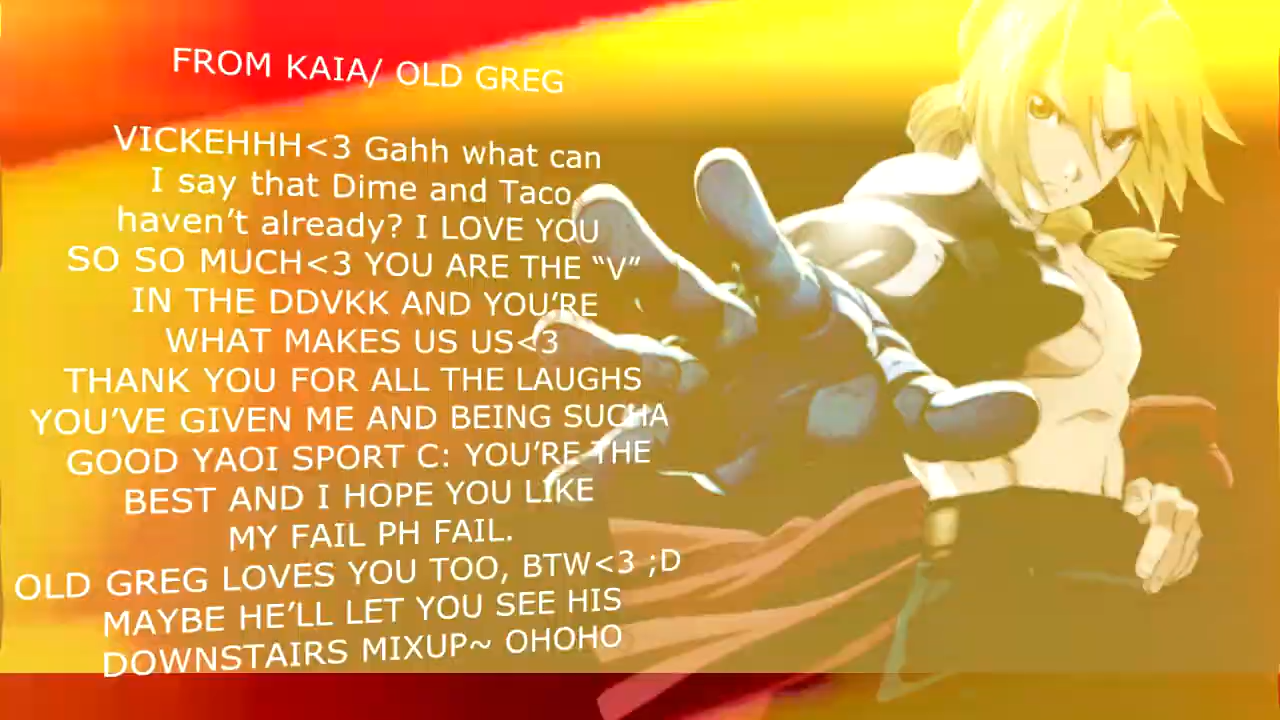 FROM KAIA/ OLD GREG
VICKEHHH<3 Gahh what can
I say that Dime and Taco
haven’t already? I LOVE YOU
SO SO MUCH<3 YOU ARE THE “V”
IN THE DDVKK AND YOU’RE
WHAT MAKES US US<3
THANK YOU FOR ALL THE LAUGHS
YOU’VE GIVEN ME AND BEING SUCHA
GOOD YAOI SPORT C: YOU’RE THE
BEST AND I HOPE YOU LIKE
MY FAIL PH FAIL.
OLD GREG LOVES YOU TOO, BTW<3 ;D
MAYBE HE’LL LET YOU SEE HIS
DOWNSTAIRS MIXUP~ OHOHO